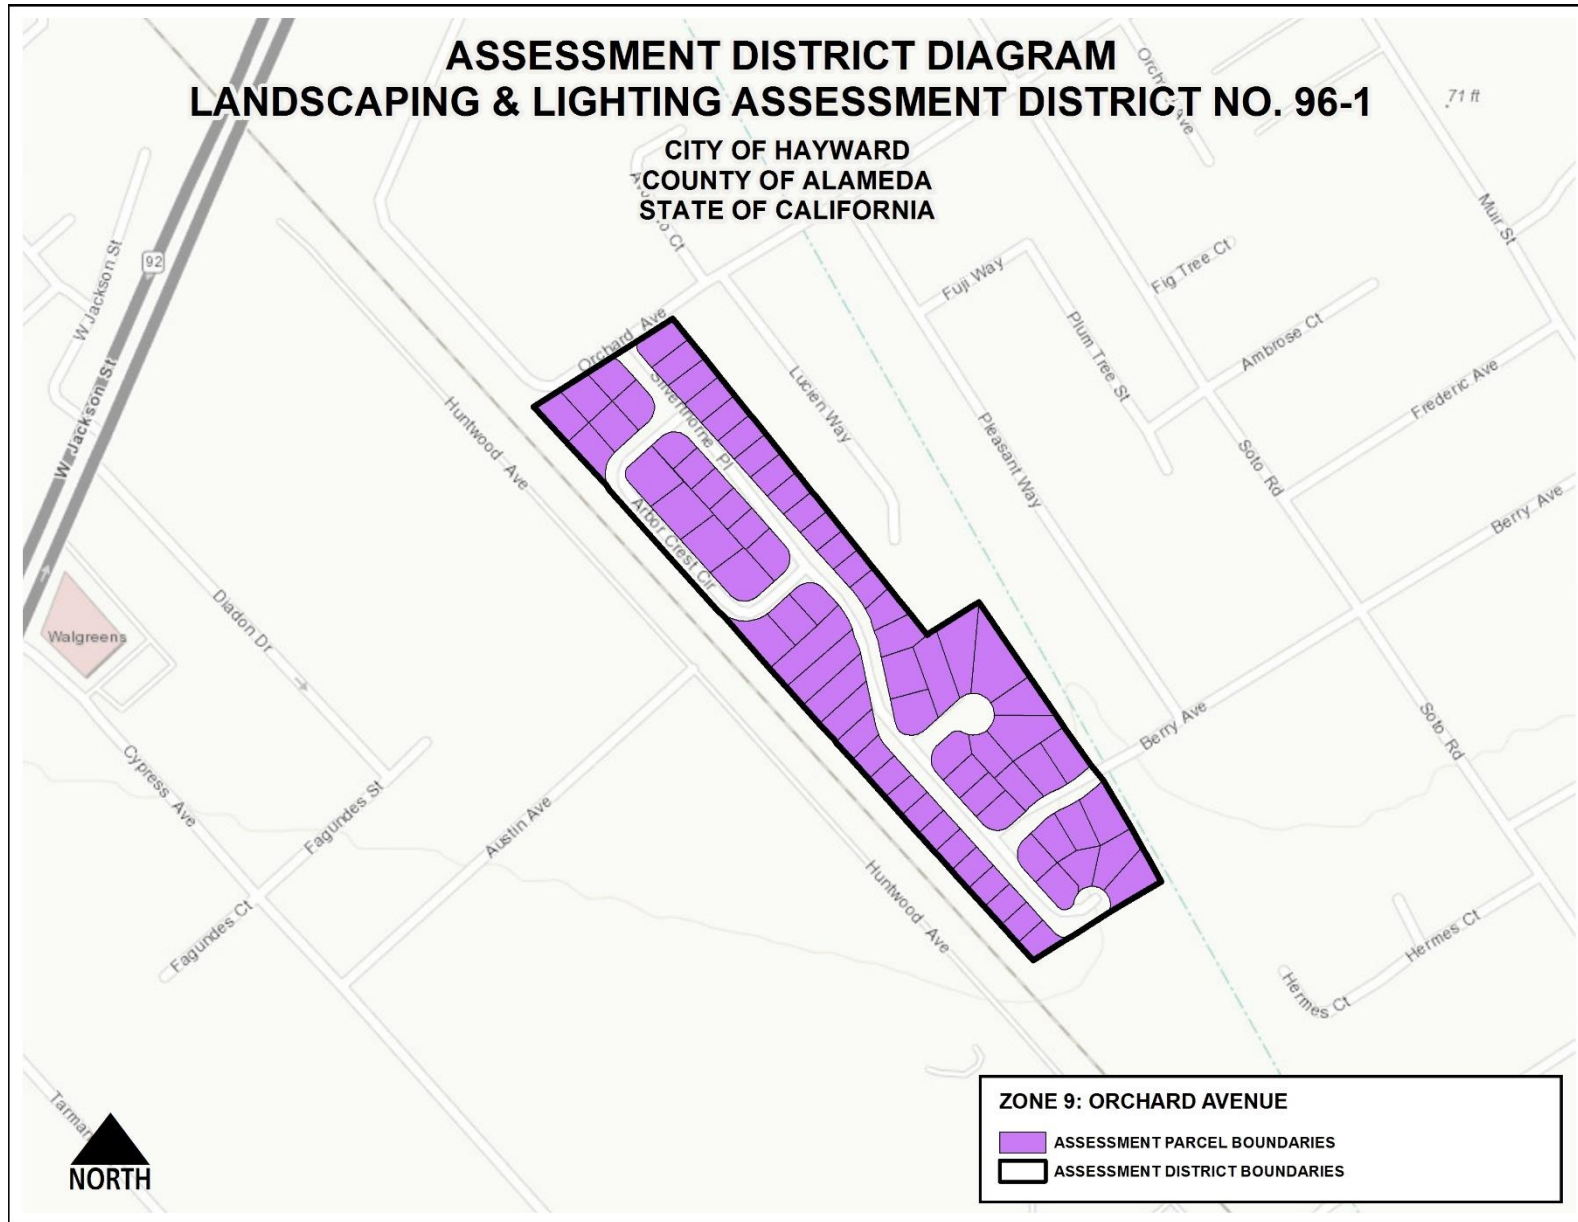 ASSESSMENT DISTRICT DIAGRAM
LANDSCAPING & LIGHTING ASSESSMENT DISTRICT NO. 96-1
CITY OF HAYWARD
COUNTY OF ALAMEDA
STATE OF CALIFORNIA
71 ft
Muir St
W Jackson St
92
Fuji Way
Fig Tree Ct
Orchard Ave
Plum Tree St
Ambrose Ct
Silverthorne Pl
Lucien Way
Frederic Ave
W Jackson St
Huntwood Ave
Pleasant Way
Soto Rd
Berry Ave
Arbor Crest Cir
Walgreens
Diadon Dr
Berry Ave
Soto Rd
Cypress Ave
Fagundes St
Austin Ave
Huntwood Ave
Fagundes Ct
Hermes Ct
Hermes Ct
NORTH
ZONE 9: ORCHARD AVENUE
ASSESSMENT PARCEL BOUNDARIES
ASSESSMENT DISTRICT BOUNDARIES